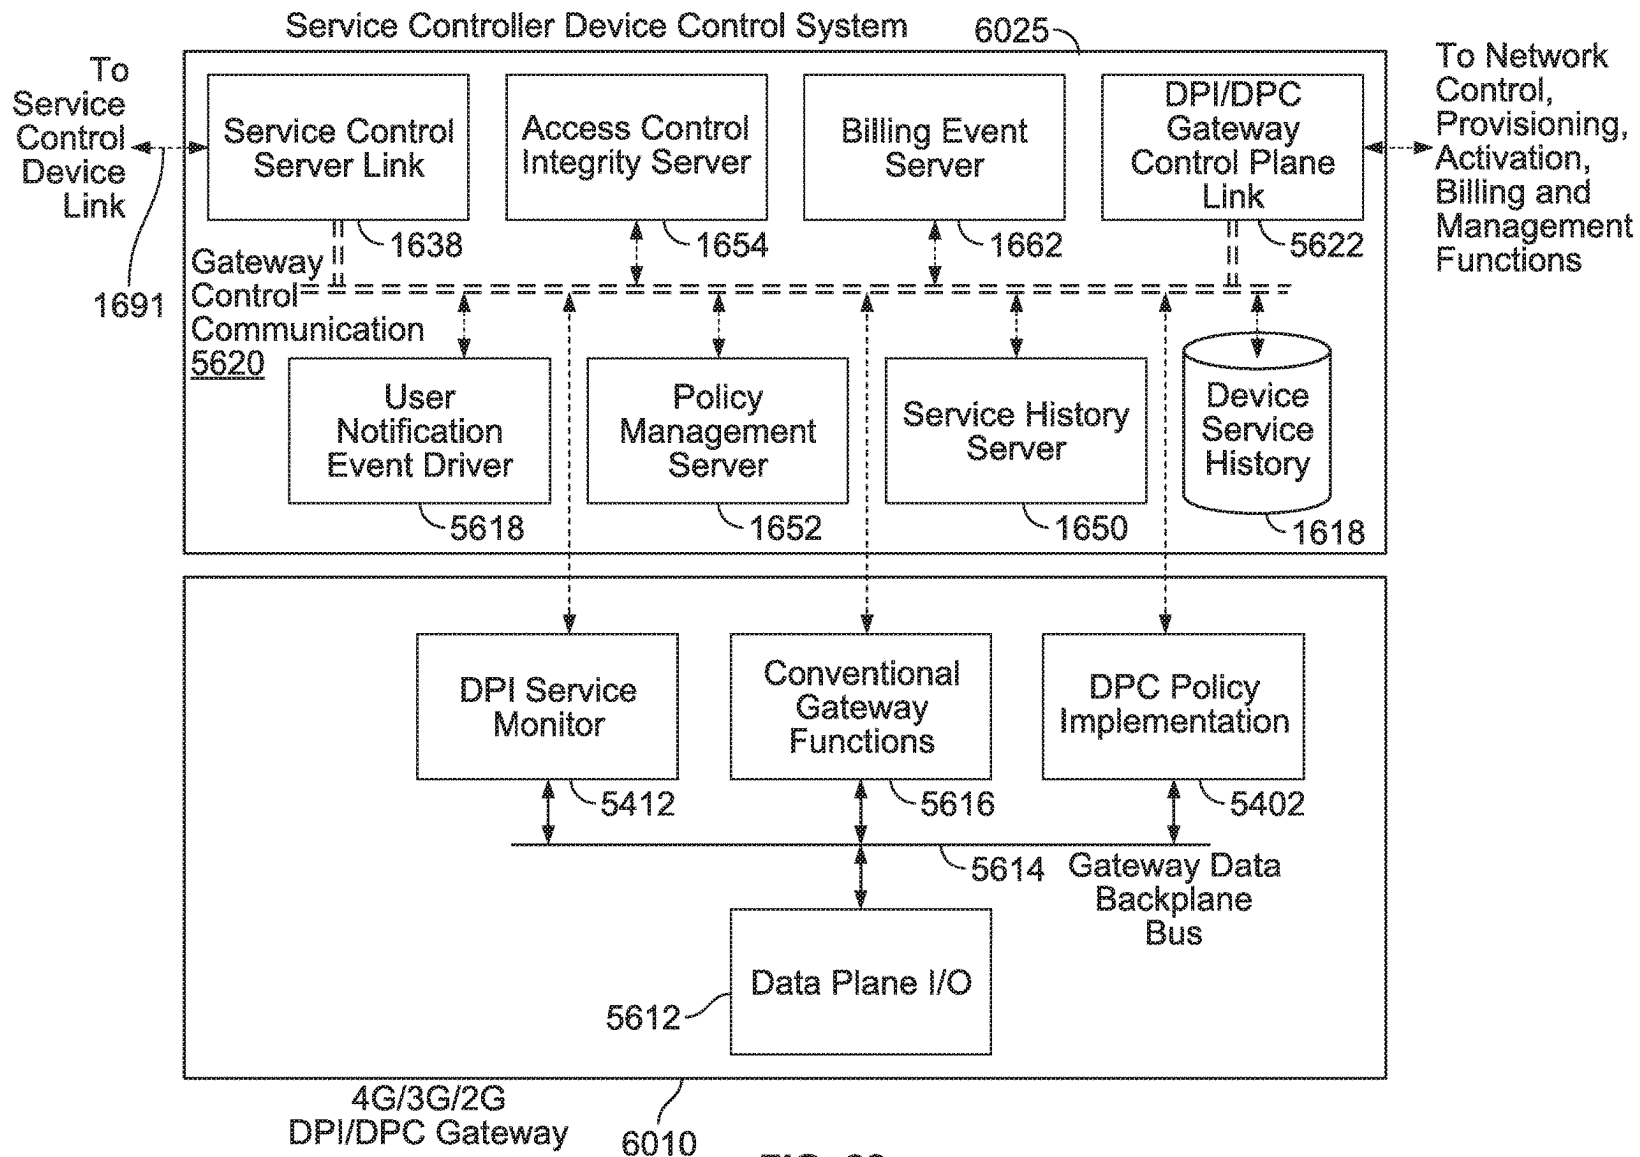 Service Controller Device Control System
6025
To
Service
Control
Device
Link
1691
Service Control
Server Link
1638
Access Control
Integrity Server
1654
Billing Event
Server
1662
DPI/DPC
Gateway
Control Plane
Link
5622
To Network
Control,
Provisioning,
Activation,
Billing and
Management
Functions
Gateway
Control
Communication
5620
User
Notification
Event Driver
5618
Policy
Management
Server
1652
Service History
Server
1650
Device
Service
History
1618
DPI Service
Monitor
5412
Conventional
Gateway
Functions
5616
DPC Policy
Implementation
5402
5614
Gateway Data
Backplane
Bus
Data Plane I/O
5612
4G/3G/2G
DPI/DPC Gateway
6010